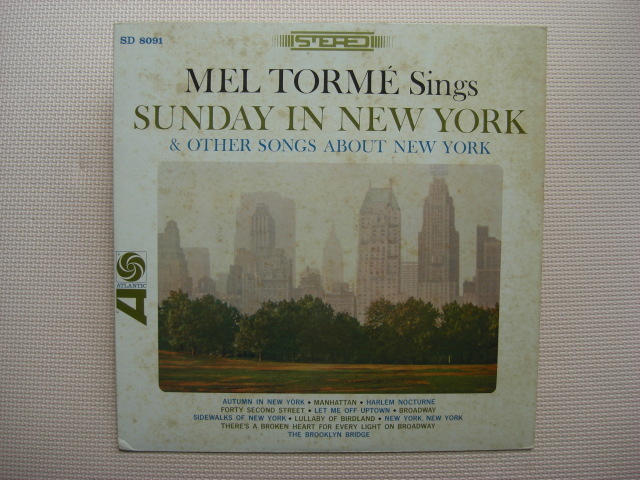 SD 8091
STEREO
MEL TORMÉ Sings
SUNDAY IN NEW YORK
& OTHER SONGS ABOUT NEW YORK
ATLANTIC
AUTUMN IN NEW YORK • MANHATTAN • HARLEM NOCTURNE
FORTY SECOND STREET • LET ME OFF UPTOWN • BROADWAY
SIDEWALKS OF NEW YORK • LULLABY OF BIRDLAND • NEW YORK, NEW YORK
THERE'S A BROKEN HEART FOR EVERY LIGHT ON BROADWAY
THE BROOKLYN BRIDGE